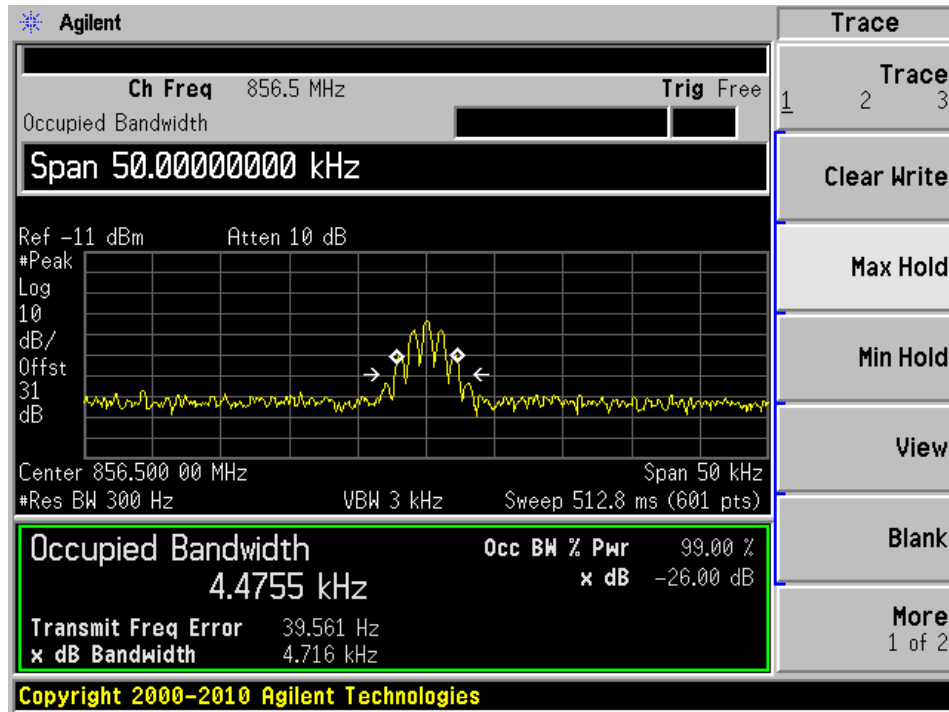 Agilent
Trace
Ch Freq 856.5 MHz Trig Free
Occupied Bandwidth
Span 50.00000000 kHz
Ref -11 dBm Atten 10 dB
#Peak
Log
10
dB/
Offst
31
dB
Center 856.500 00 MHz Span 50 kHz
#Res BW 300 Hz VBW 3 kHz Sweep 512.8 ms (601 pts)
Occupied Bandwidth
4.4755 kHz
Occ BW % Pwr 99.00 %
x dB -26.00 dB
Transmit Freq Error 39.561 Hz
x dB Bandwidth 4.716 kHz
Copyright 2000-2010 Agilent Technologies
Trace
1 2 3
Clear Write
Max Hold
Min Hold
View
Blank
More
1 of 2